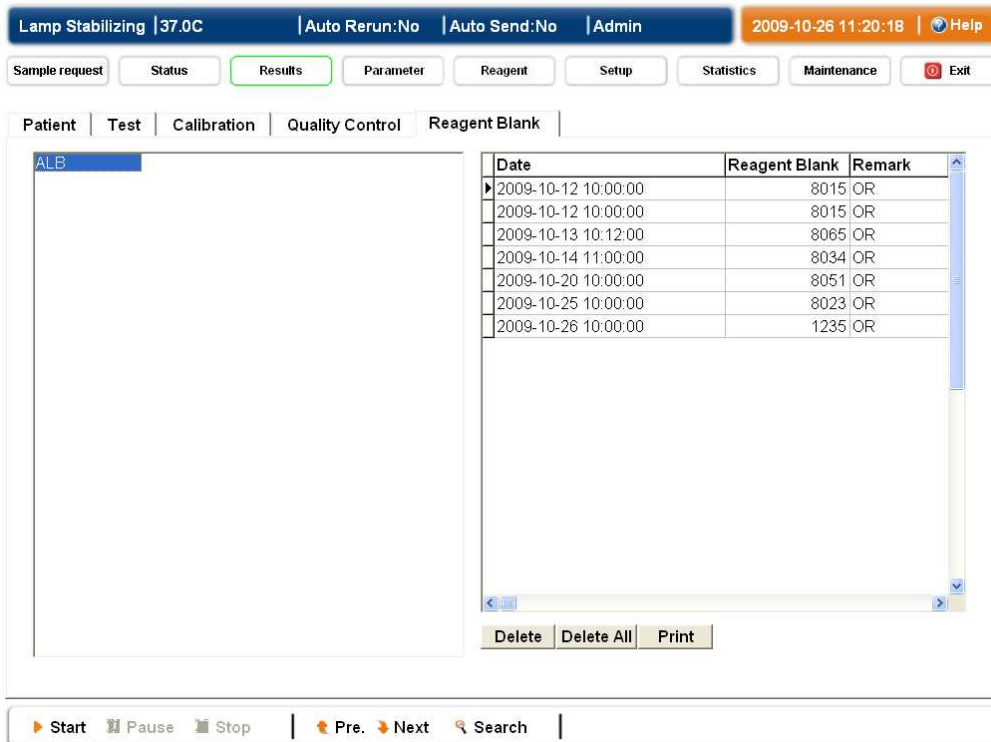 Lamp Stabilizing | 37.0C | Auto Rerun:No | Auto Send:No | Admin 2009-10-26 11:20:18 | Help
Sample request Status Results Parameter Reagent Setup Statistics Maintenance Exit
Patient | Test | Calibration | Quality Control | Reagent Blank
ALB
Date Reagent Blank Remark
2009-10-12 10:00:00 8015 OR
2009-10-12 10:00:00 8015 OR
2009-10-13 10:12:00 8065 OR
2009-10-14 11:00:00 8034 OR
2009-10-20 10:00:00 8051 OR
2009-10-25 10:00:00 8023 OR
2009-10-26 10:00:00 1235 OR
Delete Delete All Print
Start Pause Stop | Pre. Next Search |